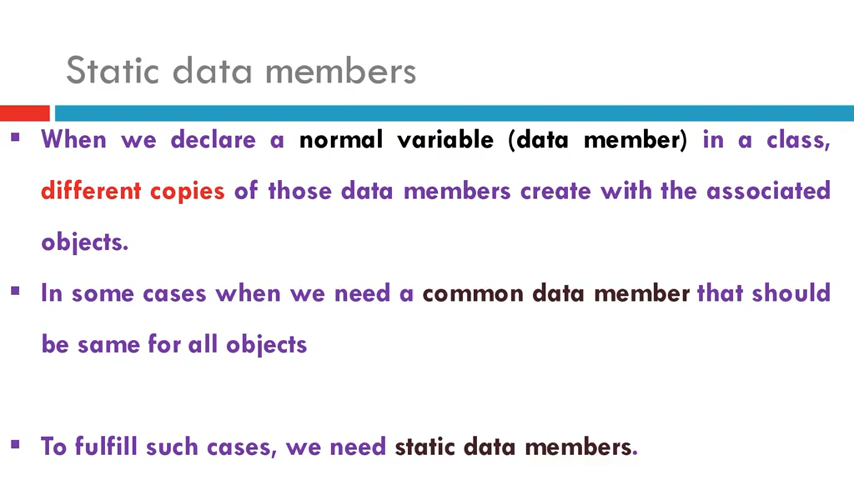 Static data members
▪ When we declare a normal variable (data member) in a class,
different copies of those data members create with the associated
objects.
▪ In some cases when we need a common data member that should
be same for all objects
▪ To fulfill such cases, we need static data members.